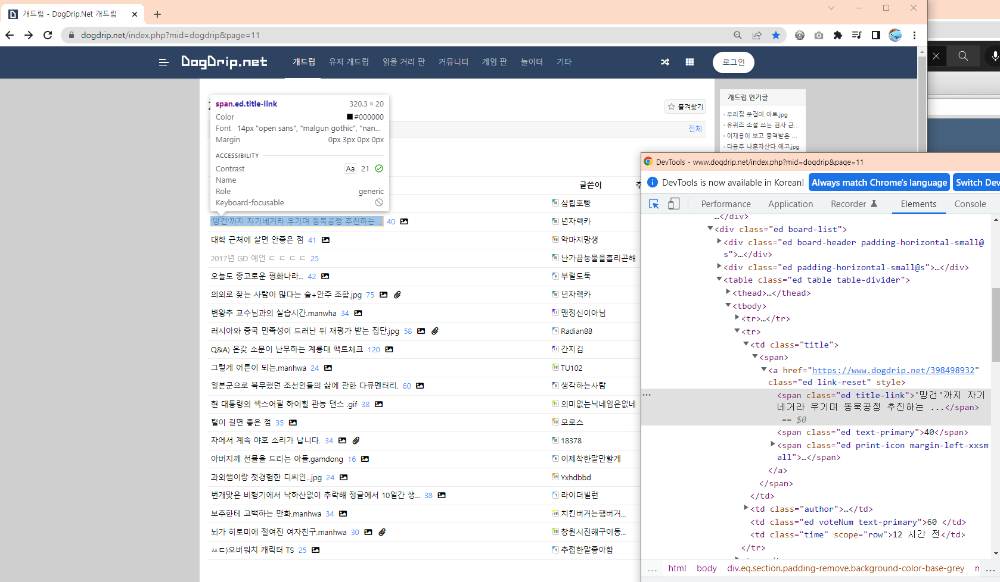 개드립 - DogDrip.Net 개드립
dogdrip.net/index.php?mid=dogdrip&page=11
DogDrip.net
개드립 유저 개드립 읽을 거리 판 커뮤니티 게임 판 놀이터 기타
로그인
즐겨찾기
전체
개드립 인기글
우리집 옷걸이 아트.jpg
유퀴즈 소설 쓰는 검사 근...
이재용이 보고 충격받은 ...
다음주 나혼자산다 예고.jpg
span.ed.title-link 320.3 × 20
Color #000000
Font 14px "open sans", "malgun gothic", "nan...
Margin 0px 3px 0px 0px
ACCESSIBILITY
Contrast Aa 21
Name
Role generic
Keyboard-focusable
글쓴이
삼립호빵
'망건'까지 자기네거라 우기며 동북공정 추진하는 ... 40 년차렉카
대학 근처에 살면 안좋은 점 41 악마지망생
2017년 GD 예언 ㄷ ㄷ ㄷ ㄷ 25 난가끔눙물을흘리곤해
오늘도 중고로운 평화나라... 42 부럴도둑
의외로 찾는 사람이 많다는 술+안주 조합.jpg 75 년차렉카
변왕추 교수님과의 실습시간.manwha 34 맨정신이아님
러시아와 중국 민족성이 드러난 뒤 재평가 받는 집단.jpg 58 Radian88
Q&A) 온갖 소문이 난무하는 계룡대 팩트체크 120 간지김
그렇게 어른이 되는.manhwa 24 TU102
일본군으로 복무했던 조선인들의 삶에 관한 다큐멘터리. 60 생각하는사람
현 대통령의 섹스어필 하이힐 관능 댄스 .gif 38 의미없는닉네임은없네
털이 길면 좋은 점 35 모로스
차에서 계속 야호 소리가 납니다. 34 18378
아버지께 선물을 드리는 아들.gamdong 16 이제착한말만할게
과외쌤이랑 첫경험한 디씨인...jpg 24 Yxhdbbd
번개맞은 비행기에서 낙하산없이 추락해 정글에서 10일간 생... 38 라이더빌런
보추한테 고백하는 만화.manhwa 34 치킨버거는햄버거...
뇌가 히토미에 절여진 여자친구.manhwa 30 창원시진해구이동...
ㅆㄷ)오버워치 캐릭터 TS 25 추접한말좋아함
DevTools - www.dogdrip.net/index.php?mid=dogdrip&page=11
DevTools is now available in Korean! Always match Chrome's language Switch Dev
Performance Application Recorder Elements Console
…</div>
<div class="ed board-list">
<div class="ed board-header padding-horizontal-small@
s">…</div>
<div class="ed padding-horizontal-small@s">…</div>
<table class="ed table table-divider">
<thead>…</thead>
<tbody>
<tr>…</tr>
<tr>
<td class="title">
<span>
<a href="https://www.dogdrip.net/398498932"
class="ed link-reset" style>
<span class="ed title-link">'망건'까지 자기
네거라 우기며 동북공정 추진하는 ...</span>
== $0
<span class="ed text-primary">40</span>
<span class="ed print-icon margin-left-xxsm
all">…</span>
</a>
</span>
</td>
<td class="author">…</td>
<td class="ed voteNum text-primary">60 </td>
<td class="time" scope="row">12 시간 전</td>
</tr>
... html body div.eq.section.padding-remove.background-color-base-grey ...